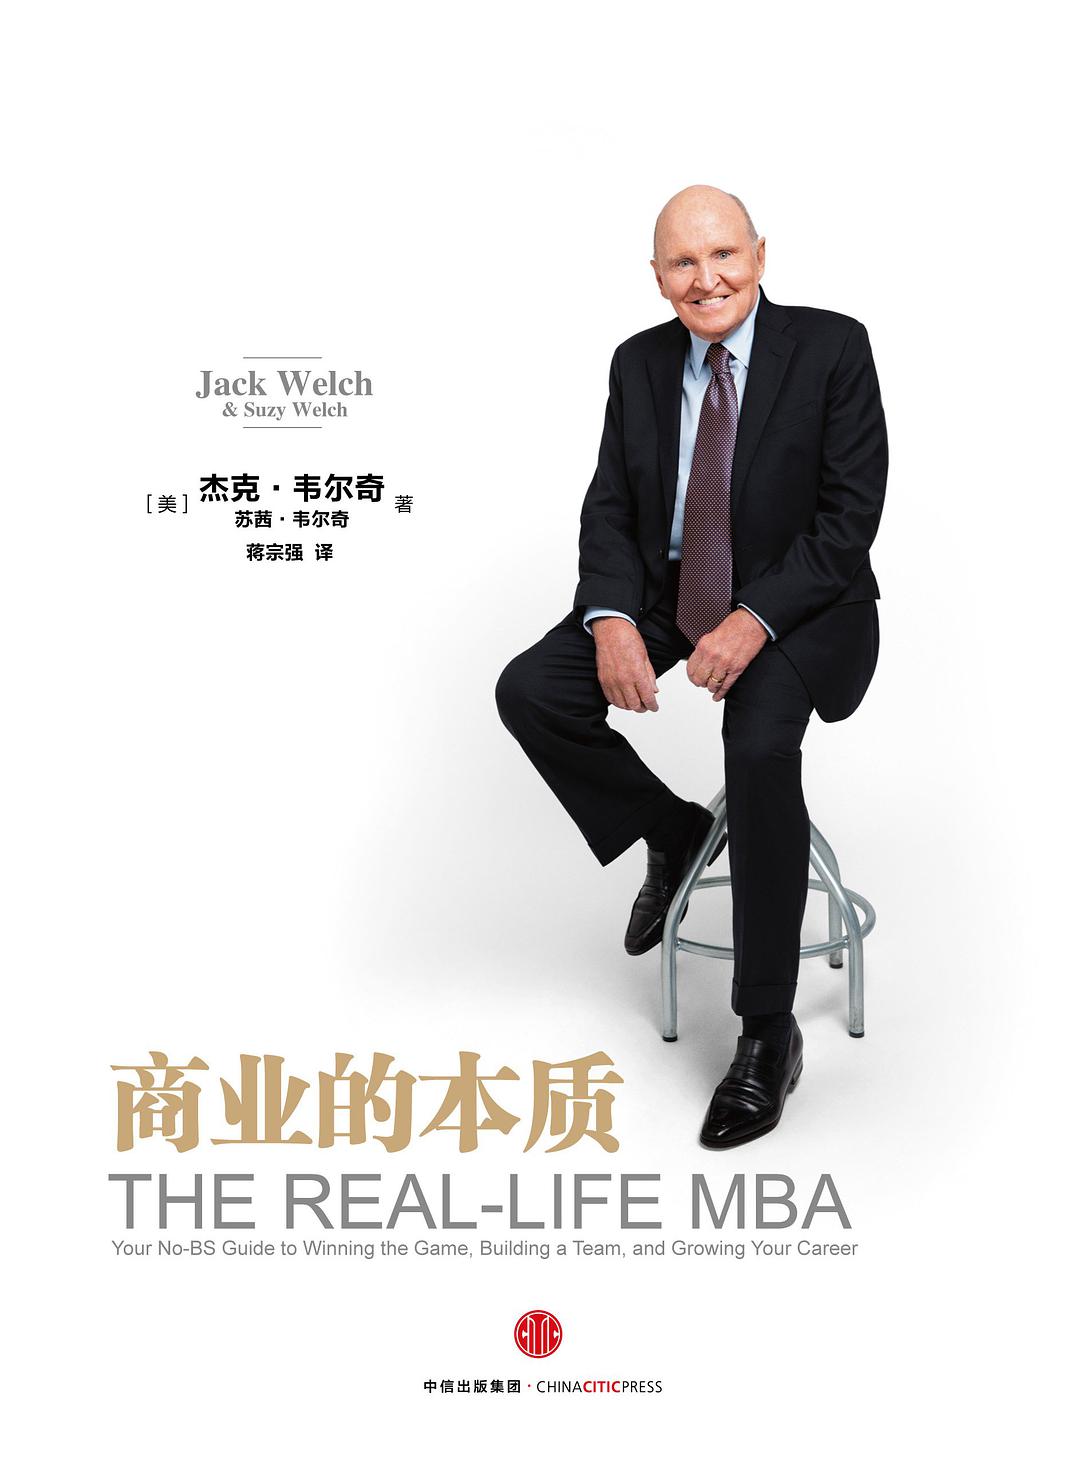 Jack Welch
& Suzy Welch
[美] 杰克·韦尔奇 著
苏茜·韦尔奇
蒋宗强 译
商业的本质
THE REAL-LIFE MBA
Your No-BS Guide to Winning the Game, Building a Team, and Growing Your Career
中信出版集团·CHINACITICPRESS